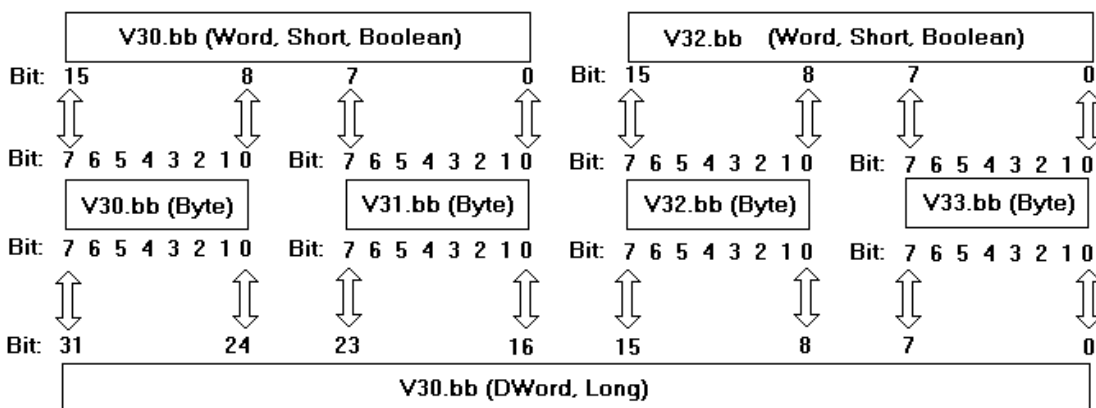 V30.bb (Word, Short, Boolean) V32.bb (Word, Short, Boolean)
Bit: 15 8 7 0 Bit: 15 8 7 0
Bit: 7 6 5 4 3 2 1 0 Bit: 7 6 5 4 3 2 1 0 Bit: 7 6 5 4 3 2 1 0 Bit: 7 6 5 4 3 2 1 0
V30.bb (Byte) V31.bb (Byte) V32.bb (Byte) V33.bb (Byte)
Bit: 7 6 5 4 3 2 1 0 Bit: 7 6 5 4 3 2 1 0 Bit: 7 6 5 4 3 2 1 0 Bit: 7 6 5 4 3 2 1 0
Bit: 31 24 23 16 15 8 7 0
V30.bb (DWord, Long)